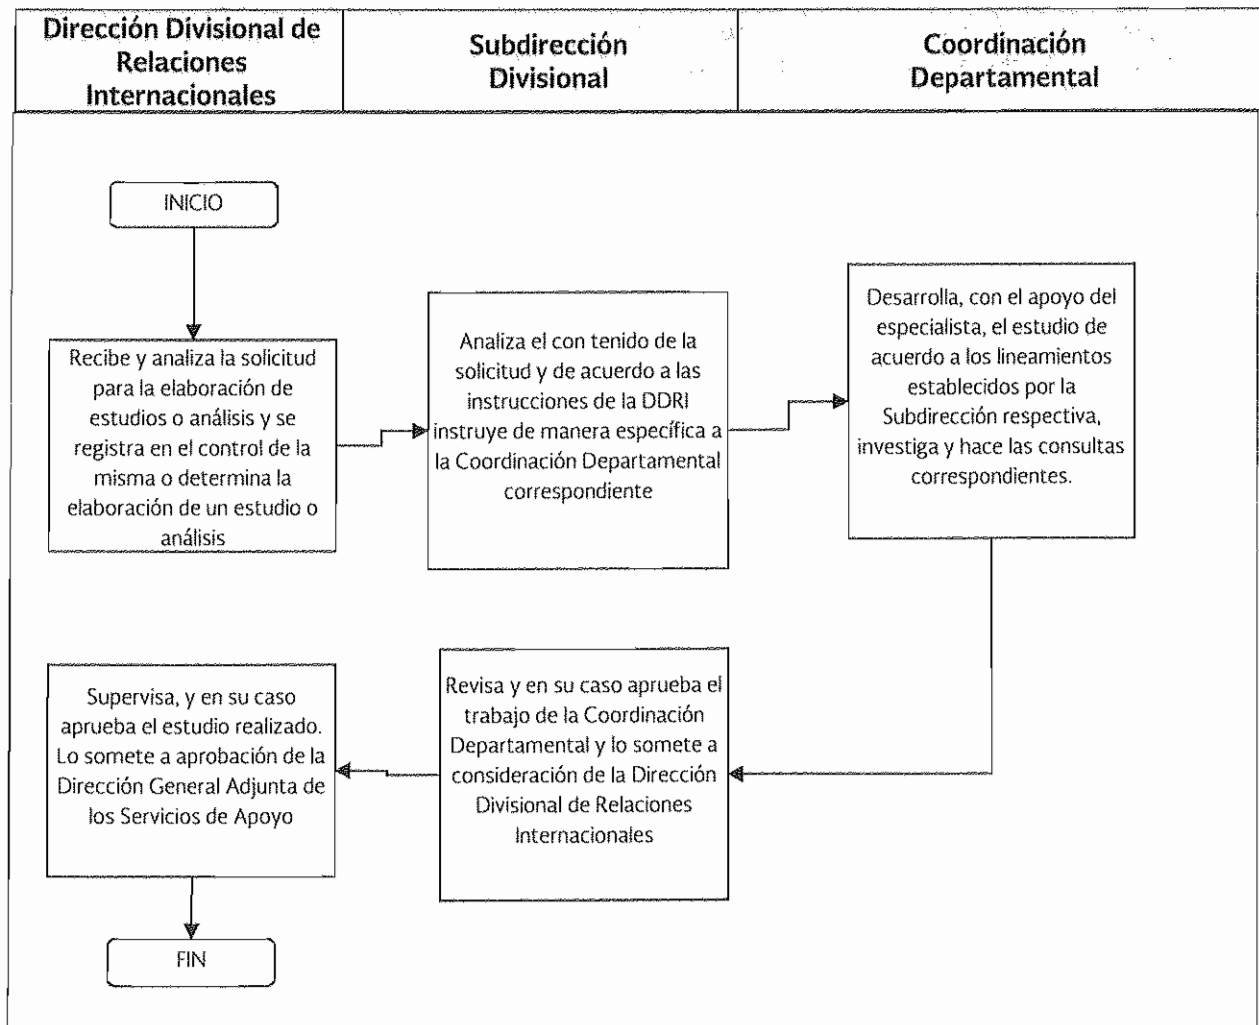 Dirección Divisional de
Relaciones
Internacionales
Subdirección
Divisional
Coordinación
Departamental
INICIO
Recibe y analiza la solicitud
para la elaboración de
estudios o análisis y se
registra en el control de la
misma o determina la
elaboración de un estudio o
análisis
Analiza el con tenido de la
solicitud y de acuerdo a las
instrucciones de la DDRI
instruye de manera específica a
la Coordinación Departamental
correspondiente
Desarrolla, con el apoyo del
especialista, el estudio de
acuerdo a los lineamientos
establecidos por la
Subdirección respectiva,
investiga y hace las consultas
correspondientes.
Revisa y en su caso aprueba el
trabajo de la Coordinación
Departamental y lo somete a
consideración de la Dirección
Divisional de Relaciones
Internacionales
Supervisa, y en su caso
aprueba el estudio realizado.
Lo somete a aprobación de la
Dirección General Adjunta de
los Servicios de Apoyo
FIN